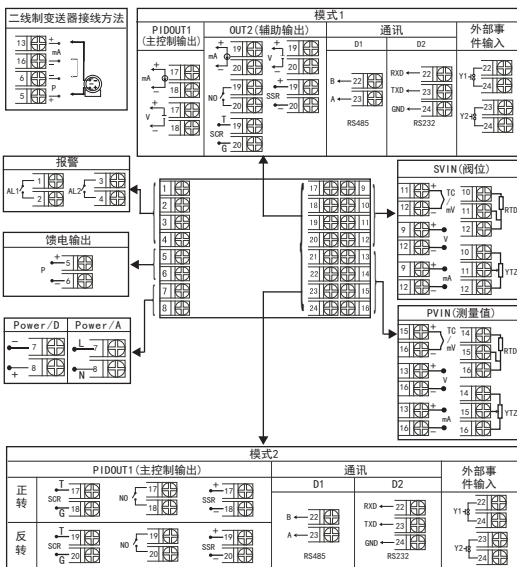 二线制变送器接线方法
13 + mA
16 -
6 - P
5 +
模式1
PIDOUT1 (主控制输出)
OUT2(辅助输出)
通讯
外部事件输入
D1
D2
+ 17 mA - 18
+ 17 V - 18
+ 19 mA - 20
+ 19 V - 20
NO 19 20
+ 19 SSR - 20
T 19 SCR G 20
B 22
A 23
RS485
RXD 22
TXD 23
GND 24
RS232
Y1 22 24
Y2 23 24
报警
AL1 1 2
AL2 3 4
馈电输出
P + 5 - 6
Power/D
Power/A
- 7
+ 8
L 7
N 8
1 17 9
2 18 10
3 19 11
4 20 12
5 21 13
6 22 14
7 23 15
8 24 16
SVIN(阀位)
11 + TC / mV
12 -
10
11 RTD
12
9 + V
12 -
9 + mA
12 -
10
11 YTZ
12
PVIN(测量值)
15 + TC / mV
16 -
14
15 RTD
16
13 + V
16 -
13 + mA
16 -
14
15 YTZ
16
模式2
PIDOUT1(主控制输出)
通讯
外部事件输入
D1
D2
正转
T 17 SCR G 18
NO 17 18
+ 17 SSR - 18
反转
T 19 SCR G 20
NO 19 20
+ 19 SSR - 20
B 22
A 23
RS485
RXD 22
TXD 23
GND 24
RS232
Y1 22 24
Y2 23 24